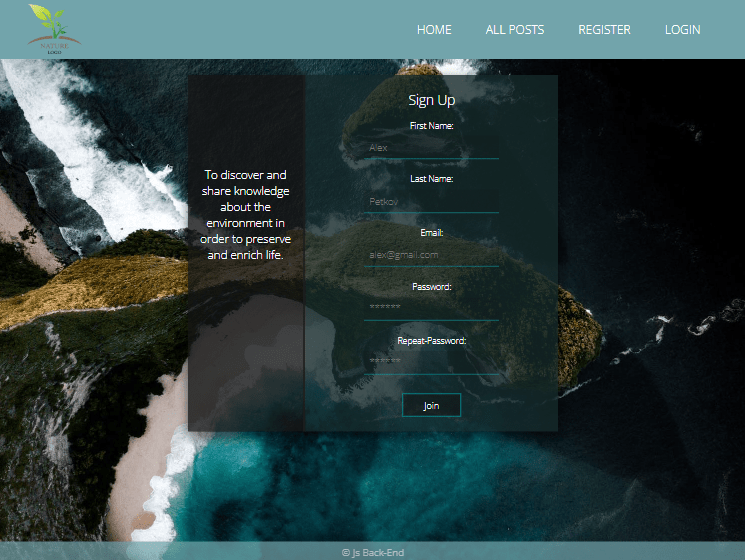 NATURE
LOGO
HOME
ALL POSTS
REGISTER
LOGIN
To discover and
share knowledge
about the
environment in
order to preserve
and enrich life.
Sign Up
First Name:
Alex
Last Name:
Petkov
Email:
alex@gmail.com
Password:
******
Repeat-Password:
******
Join
© Js Back-End